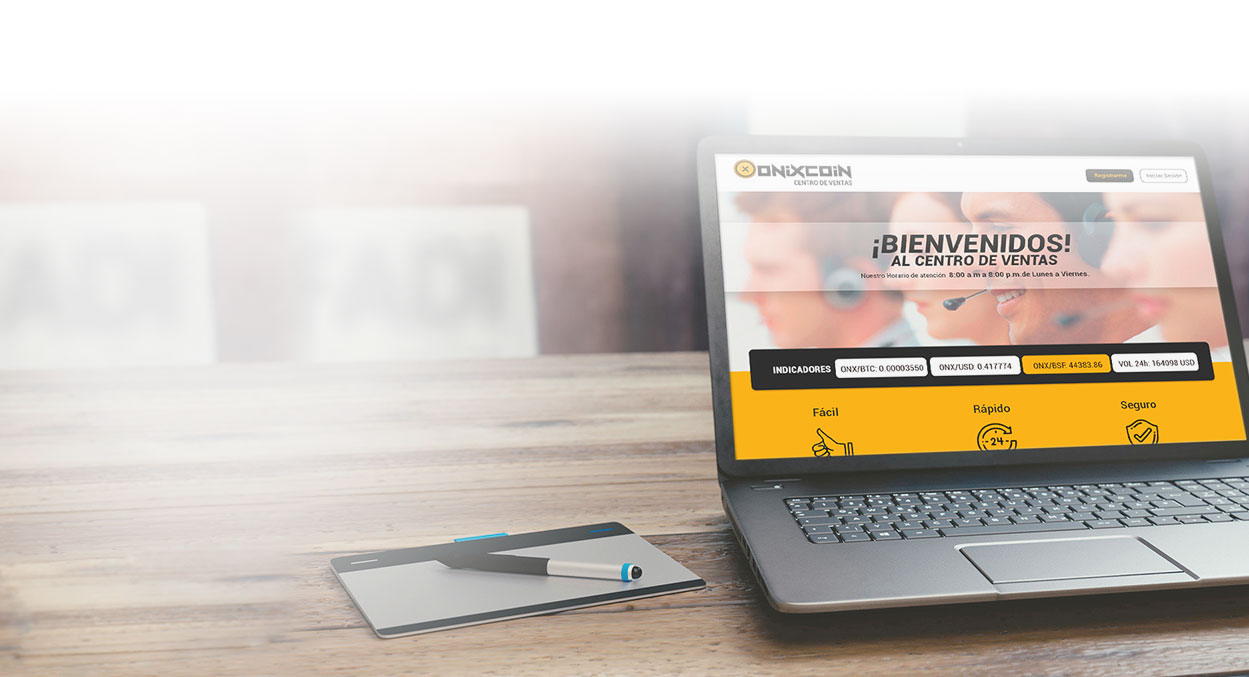 ONIXCOIN
CENTRO DE VENTAS
Registrarme
Iniciar Sesión
¡BIENVENIDOS!
AL CENTRO DE VENTAS
Nuestro Horario de atención 8:00 a m a 8:00 p.m. de Lunes a Viernes.
INDICADORES
ONX/BTC: 0.00003550
ONX/USD: 0.417774
ONX/BSF: 44383.86
VOL 24h: 164098 USD
Fácil
Rápido
Seguro
24